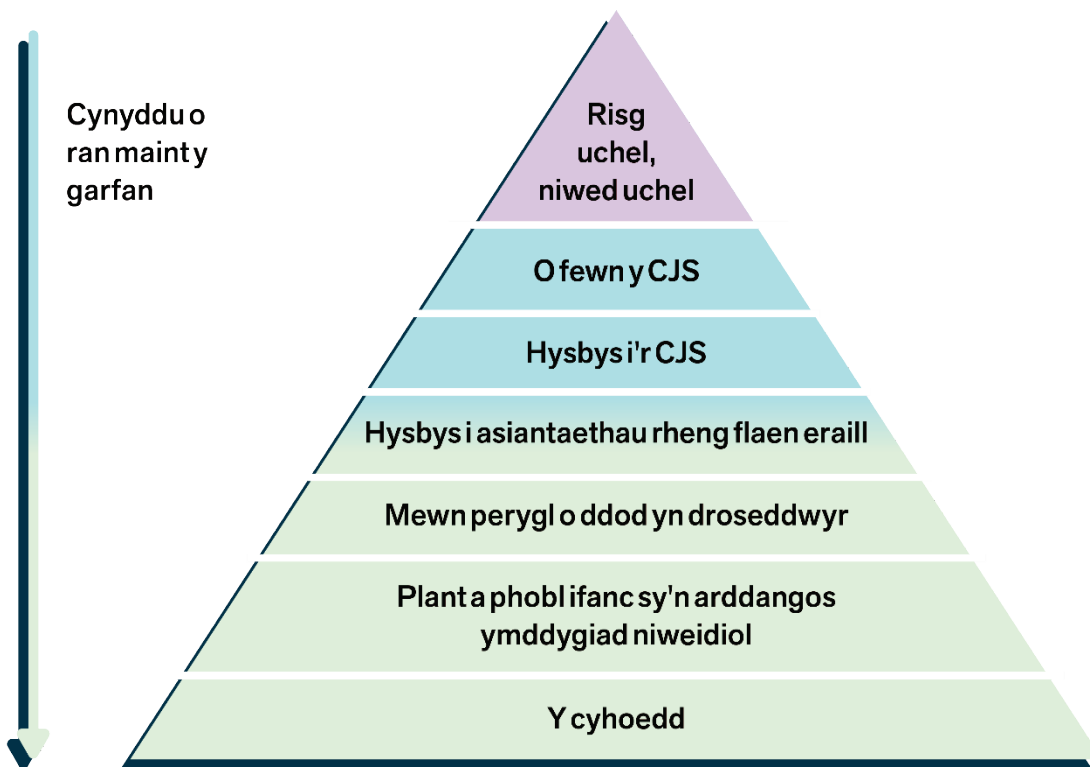 Cynyddu o
ran maint y
garfan
Risg
uchel,
niwed uchel
O fewn y CJS
Hysbys i'r CJS
Hysbys i asiantaethau rheng flaen eraill
Mewn perygl o ddod yn droseddwyr
Plant a phobl ifanc sy'n arddangos
ymddygiad niweidiol
Y cyhoedd